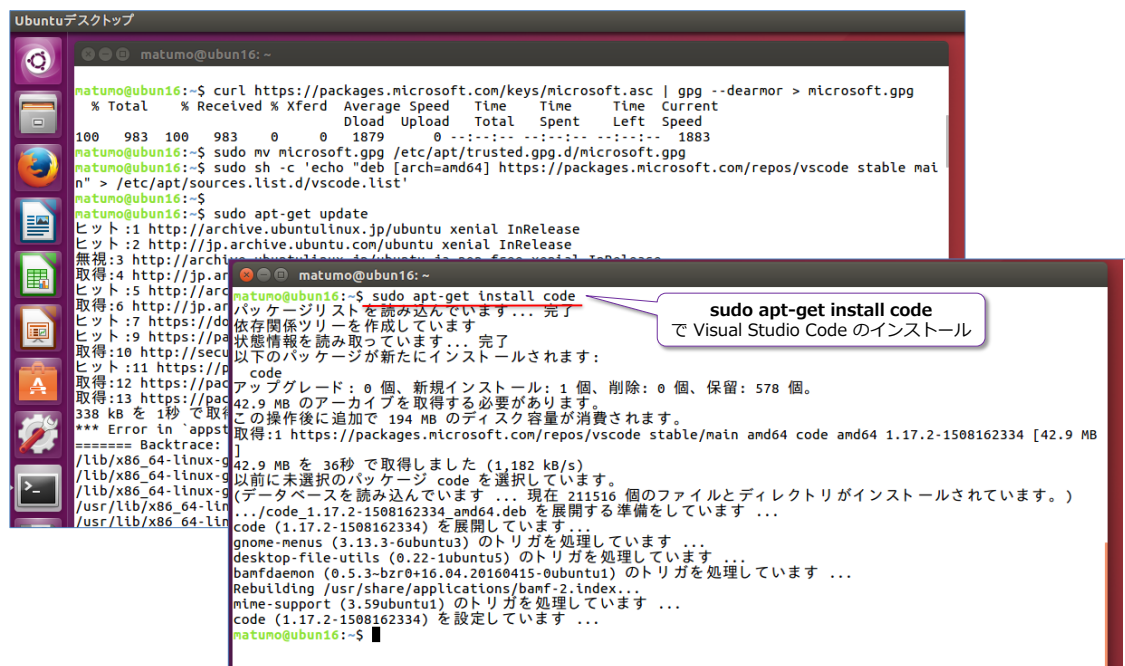 Ubuntuデスクトップ
matumo@ubun16: ~
matumo@ubun16:~$ curl https://packages.microsoft.com/keys/microsoft.asc | gpg --dearmor > microsoft.gpg
% Total % Received % Xferd Average Speed Time Time Time Current
Dload Upload Total Spent Left Speed
100 983 100 983 0 0 1879 0 --:--:-- --:--:-- --:--:-- 1883
matumo@ubun16:~$ sudo mv microsoft.gpg /etc/apt/trusted.gpg.d/microsoft.gpg
matumo@ubun16:~$ sudo sh -c 'echo "deb [arch=amd64] https://packages.microsoft.com/repos/vscode stable mai
n" > /etc/apt/sources.list.d/vscode.list'
matumo@ubun16:~$
matumo@ubun16:~$ sudo apt-get update
ヒット:1 http://archive.ubuntulinux.jp/ubuntu xenial InRelease
ヒット:2 http://jp.archive.ubuntu.com/ubuntu xenial InRelease
無視:3 http://archive.ubuntulinux.jp/ubuntu-ja-non-free xenial InRelease
取得:4 http://jp.ar
ヒット:5 http://arc
取得:6 http://jp.ar
ヒット:7 https://do
ヒット:9 https://pa
取得:10 http://secu
ヒット:11 https://p
取得:12 https://pac
取得:13 https://pac
338 kB を 1秒 で取得
*** Error in `appst
======= Backtrace:
/lib/x86_64-linux-g
/lib/x86_64-linux-g
/lib/x86_64-linux-g
/usr/lib/x86_64-lin
/usr/lib/x86_64-lin
matumo@ubun16: ~
matumo@ubun16:~$ sudo apt-get install code
パッケージリストを読み込んでいます... 完了
依存関係ツリーを作成しています
状態情報を読み取っています... 完了
以下のパッケージが新たにインストールされます:
code
アップグレード: 0 個、新規インストール: 1 個、削除: 0 個、保留: 578 個。
42.9 MB のアーカイブを取得する必要があります。
この操作後に追加で 194 MB のディスク容量が消費されます。
取得:1 https://packages.microsoft.com/repos/vscode stable/main amd64 code amd64 1.17.2-1508162334 [42.9 MB
]
42.9 MB を 36秒 で取得しました (1,182 kB/s)
以前に未選択のパッケージ code を選択しています。
(データベースを読み込んでいます ... 現在 211516 個のファイルとディレクトリがインストールされています。)
.../code_1.17.2-1508162334_amd64.deb を展開する準備をしています ...
code (1.17.2-1508162334) を展開しています...
gnome-menus (3.13.3-6ubuntu3) のトリガを処理しています ...
desktop-file-utils (0.22-1ubuntu5) のトリガを処理しています ...
bamfdaemon (0.5.3~bzr0+16.04.20160415-0ubuntu1) のトリガを処理しています ...
Rebuilding /usr/share/applications/bamf-2.index...
mime-support (3.59ubuntu1) のトリガを処理しています ...
code (1.17.2-1508162334) を設定しています ...
matumo@ubun16:~$
sudo apt-get install code
で Visual Studio Code のインストール